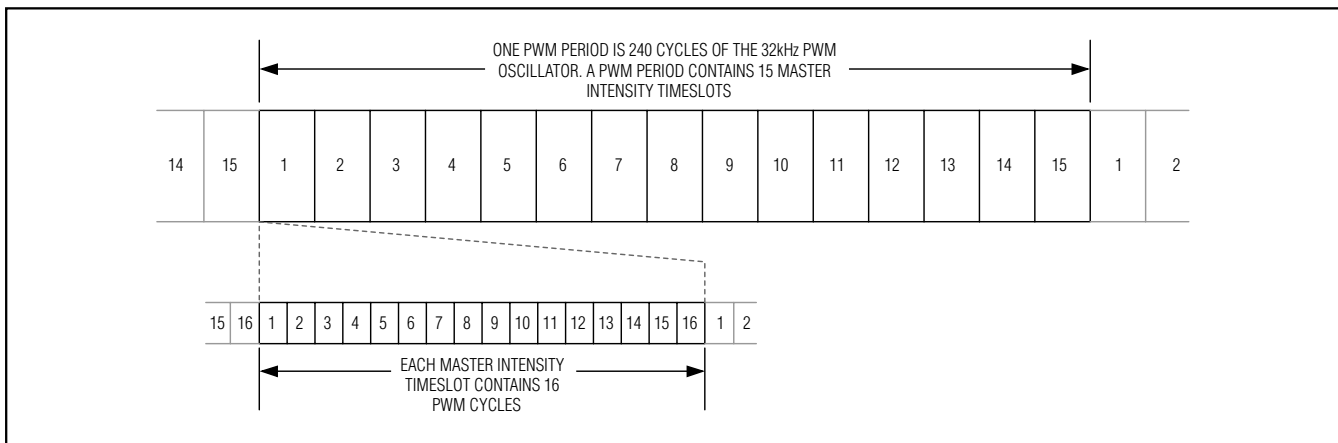 ONE PWM PERIOD IS 240 CYCLES OF THE 32kHz PWM
OSCILLATOR. A PWM PERIOD CONTAINS 15 MASTER
INTENSITY TIMESLOTS
14 15 1 2 3 4 5 6 7 8 9 10 11 12 13 14 15 1 2
15 16 1 2 3 4 5 6 7 8 9 10 11 12 13 14 15 16 1 2
EACH MASTER INTENSITY
TIMESLOT CONTAINS 16
PWM CYCLES